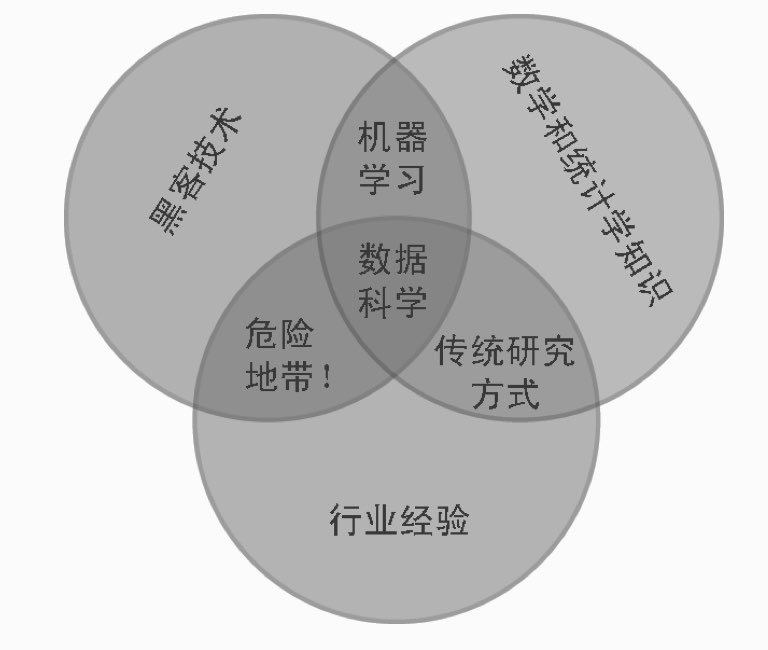 黑客技术
数学和统计学知识
机器
学习
数据
科学
危险
地带！
传统研究
方式
行业经验